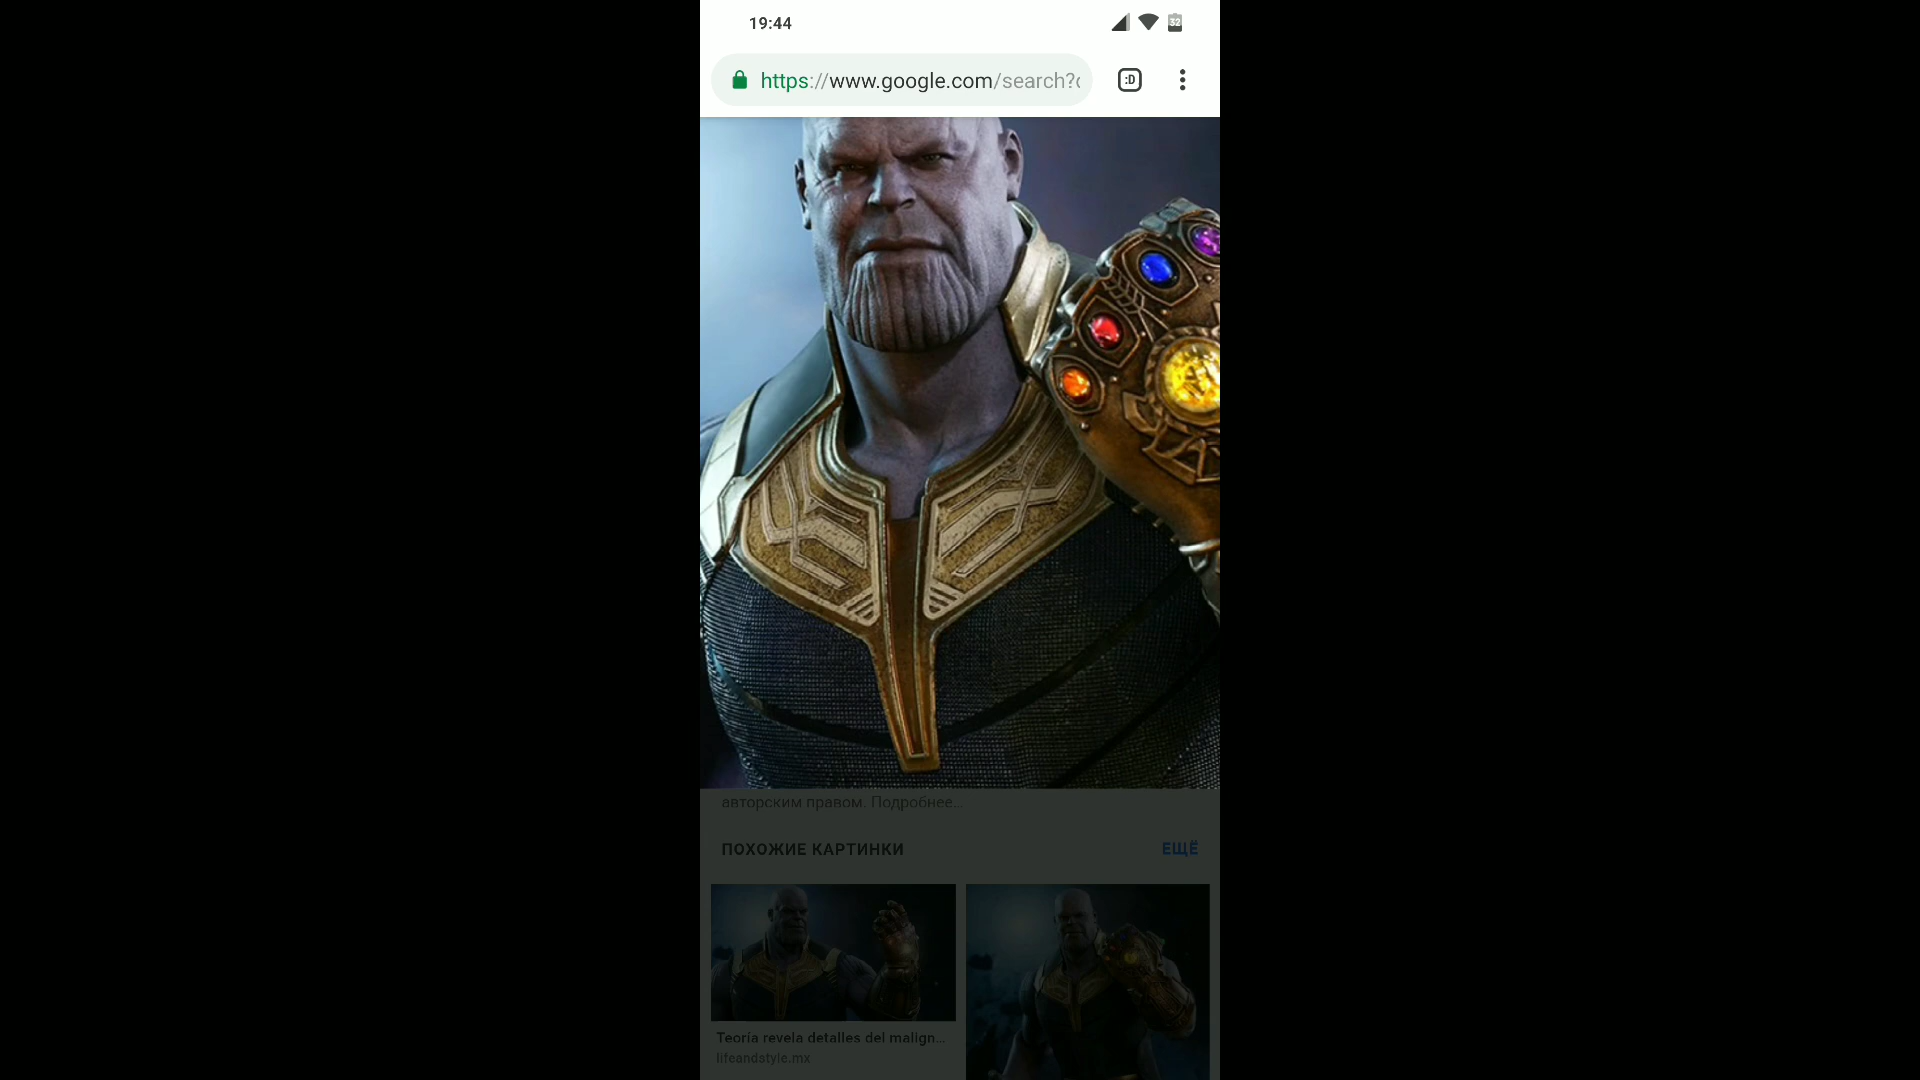 19:44
32
https://www.google.com/search?
:D
авторским правом. Подробнее...
ПОХОЖИЕ КАРТИНКИ
ЕЩЁ
Teoría revela detalles del malign...
lifeandstyle.mx